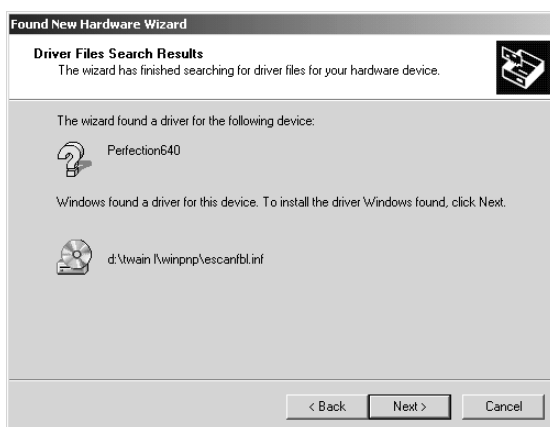 Found New Hardware Wizard
Driver Files Search Results
The wizard has finished searching for driver files for your hardware device.
The wizard found a driver for the following device:
Perfection640
Windows found a driver for this device. To install the driver Windows found, click Next.
d:\twain l\winpnp\escanfbl.inf
< Back Next > Cancel